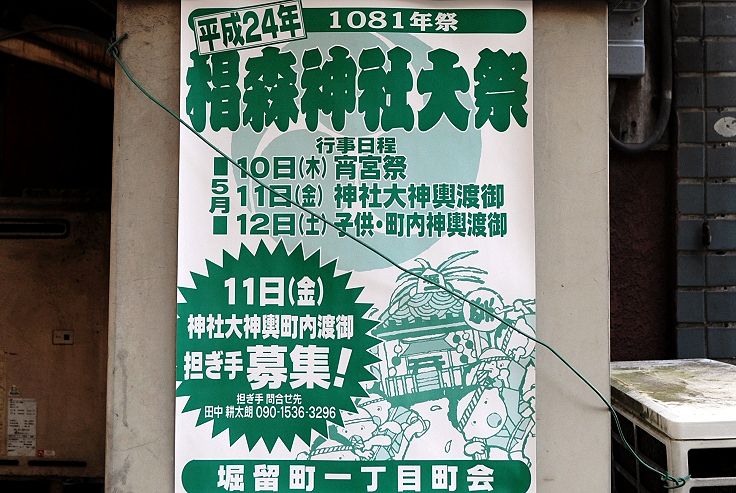 平成24年
1081年祭
椙森神社大祭
行事日程
5月
10日(木) 宵宮祭
11日(金) 神社大神輿渡御
12日(土) 子供・町内神輿渡御
11日(金)
神社大神輿町内渡御
担ぎ手 募集!
担ぎ手 問合せ先
田中 耕太朗 090-1536-3296
堀留町一丁目町会